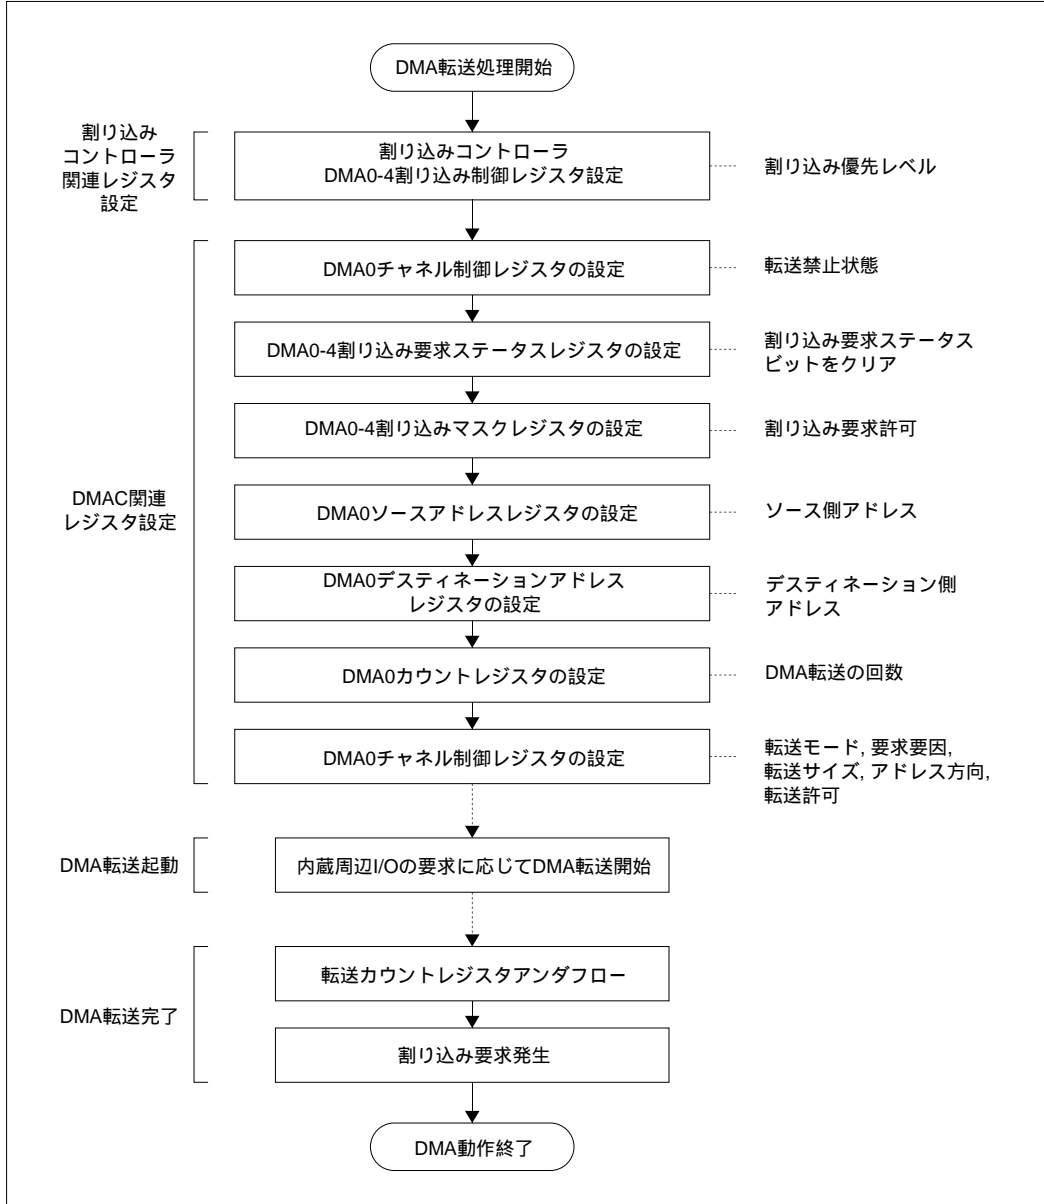 DMA転送処理開始
割り込み
コントローラ
関連レジスタ
設定
割り込みコントローラ
DMA0-4割り込み制御レジスタ設定
割り込み優先レベル
DMAC関連
レジスタ設定
DMA0チャネル制御レジスタの設定
転送禁止状態
DMA0-4割り込み要求ステータスレジスタの設定
割り込み要求ステータス
ビットをクリア
DMA0-4割り込みマスクレジスタの設定
割り込み要求許可
DMA0ソースアドレスレジスタの設定
ソース側アドレス
DMA0デスティネーションアドレス
レジスタの設定
デスティネーション側
アドレス
DMA0カウントレジスタの設定
DMA転送の回数
DMA0チャネル制御レジスタの設定
転送モード, 要求要因,
転送サイズ, アドレス方向,
転送許可
DMA転送起動
内蔵周辺I/Oの要求に応じてDMA転送開始
DMA転送完了
転送カウントレジスタアンダフロー
割り込み要求発生
DMA動作終了